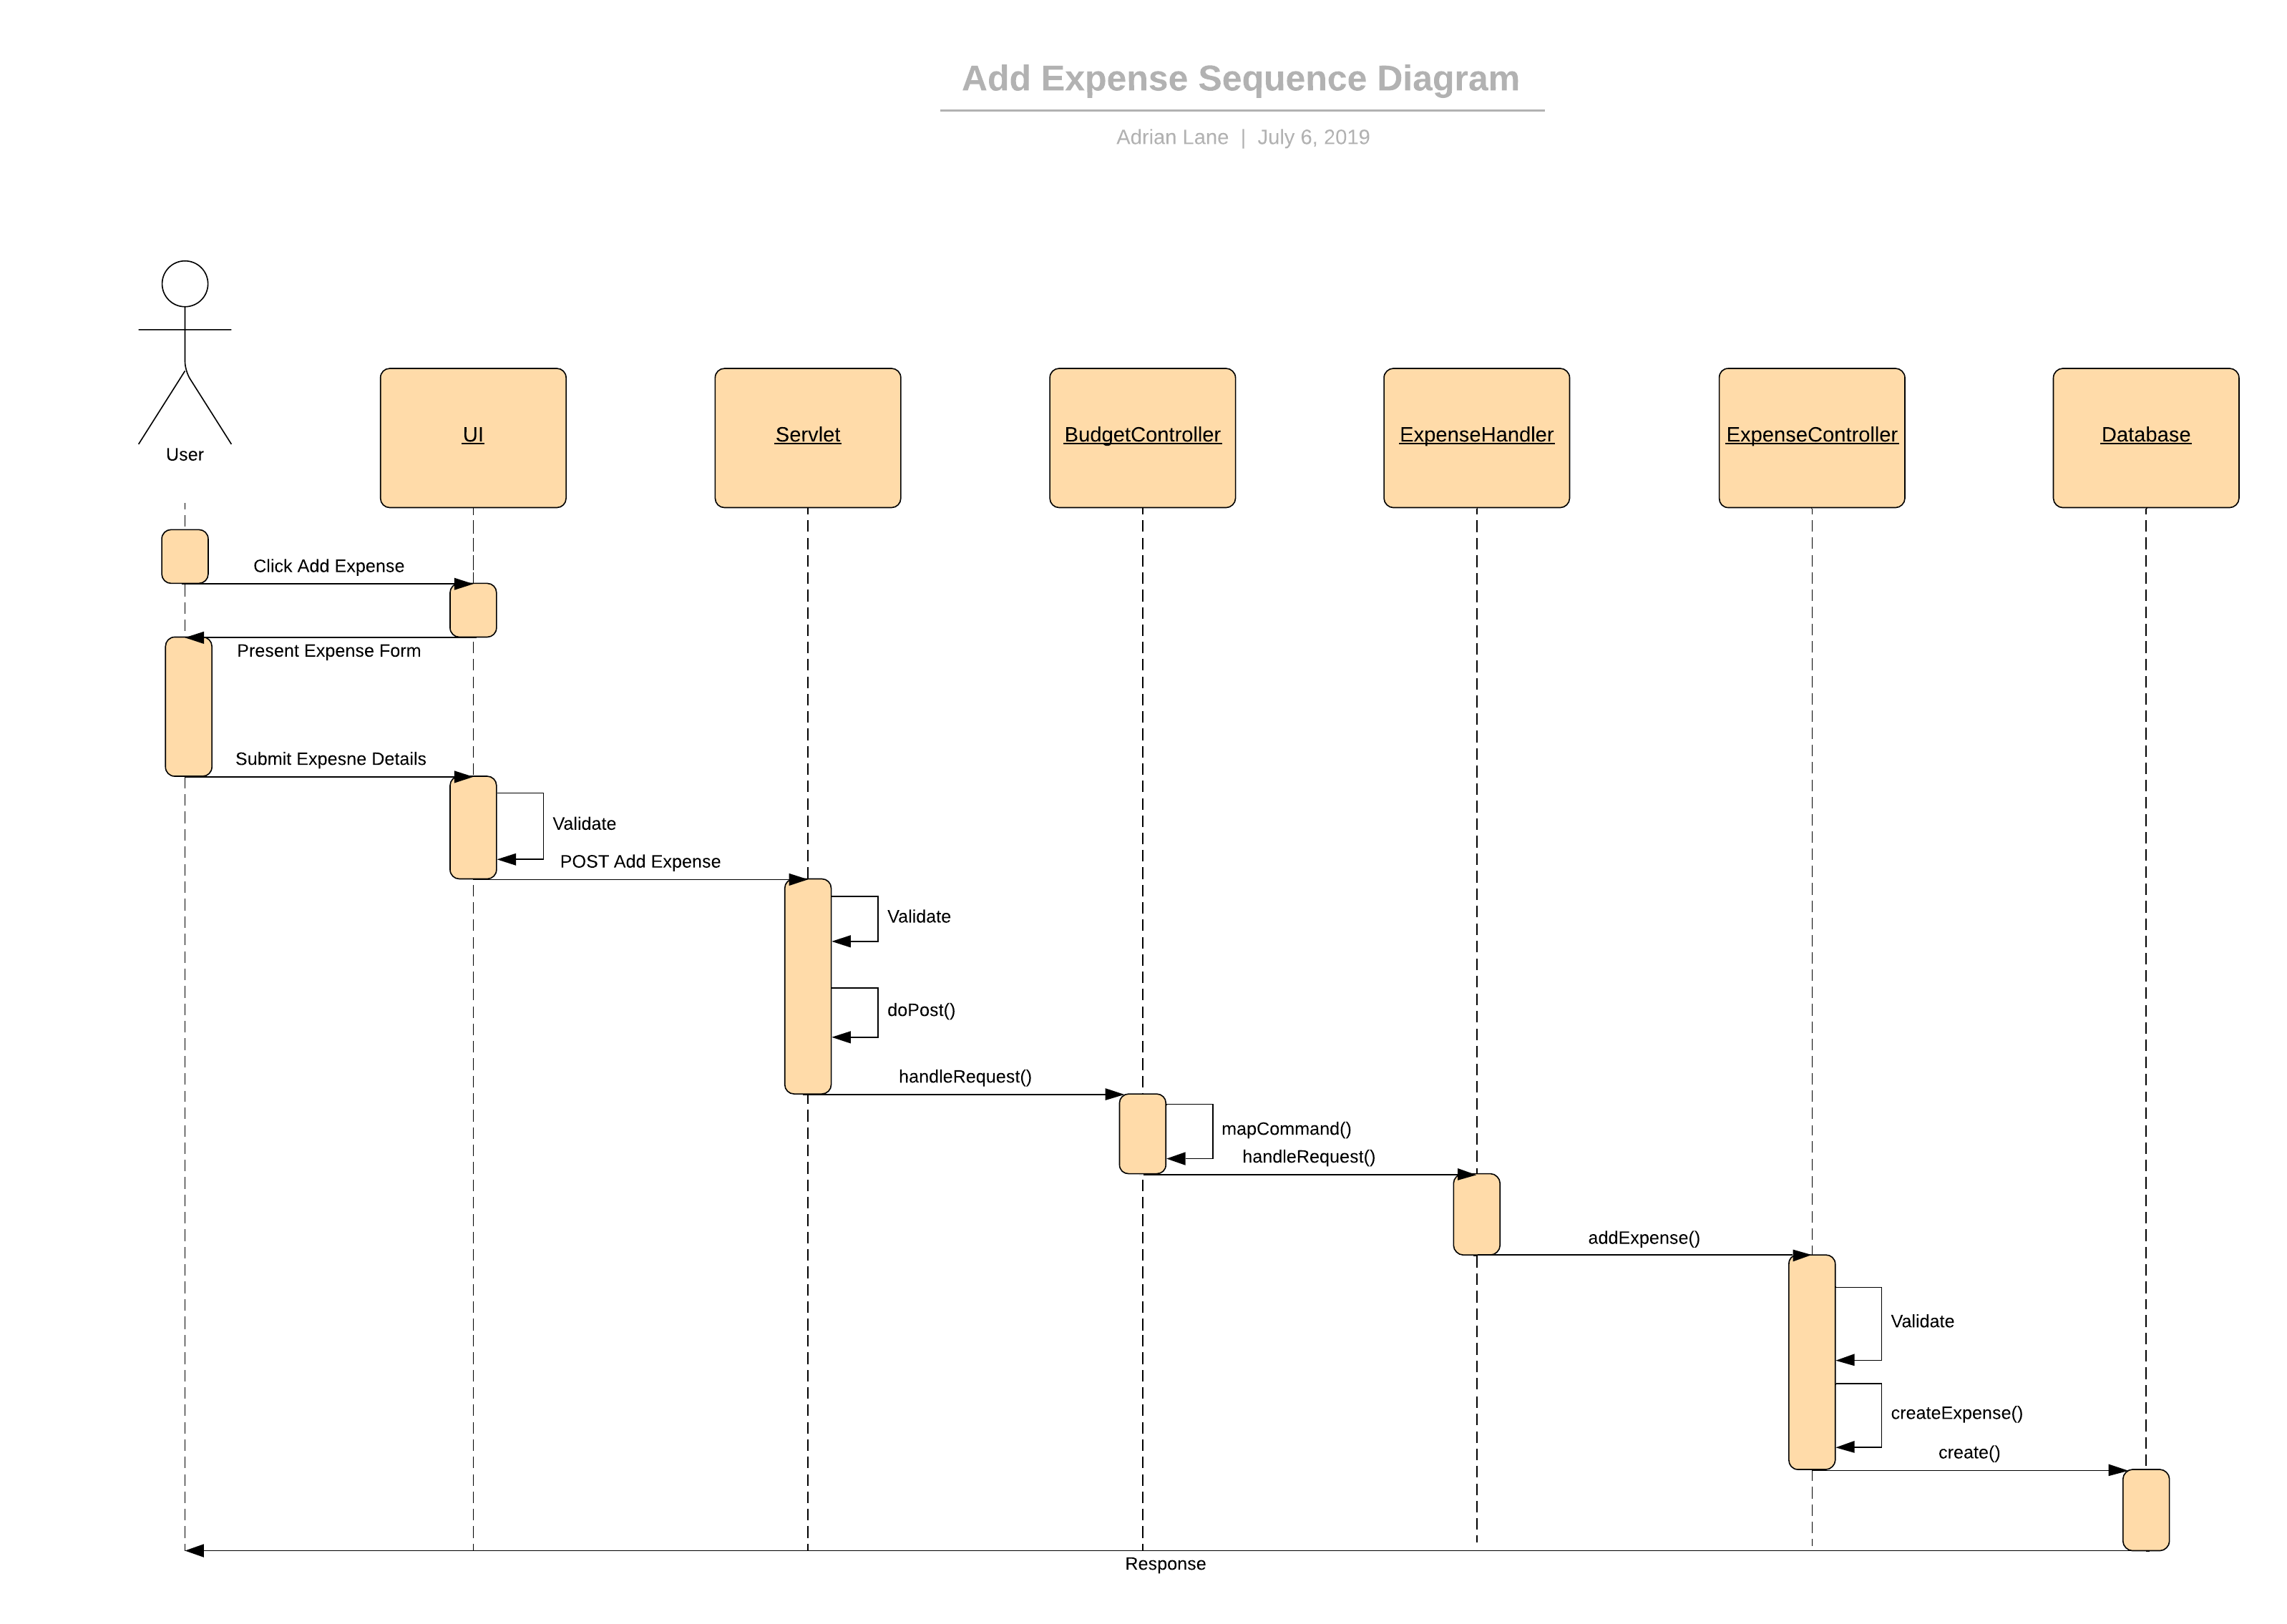 Add Expense Sequence Diagram
Adrian Lane | July 6, 2019
User
UI
Servlet
BudgetController
ExpenseHandler
ExpenseController
Database
Click Add Expense
Present Expense Form
Submit Expesne Details
Validate
POST Add Expense
Validate
doPost()
handleRequest()
mapCommand()
handleRequest()
addExpense()
Validate
createExpense()
create()
Response